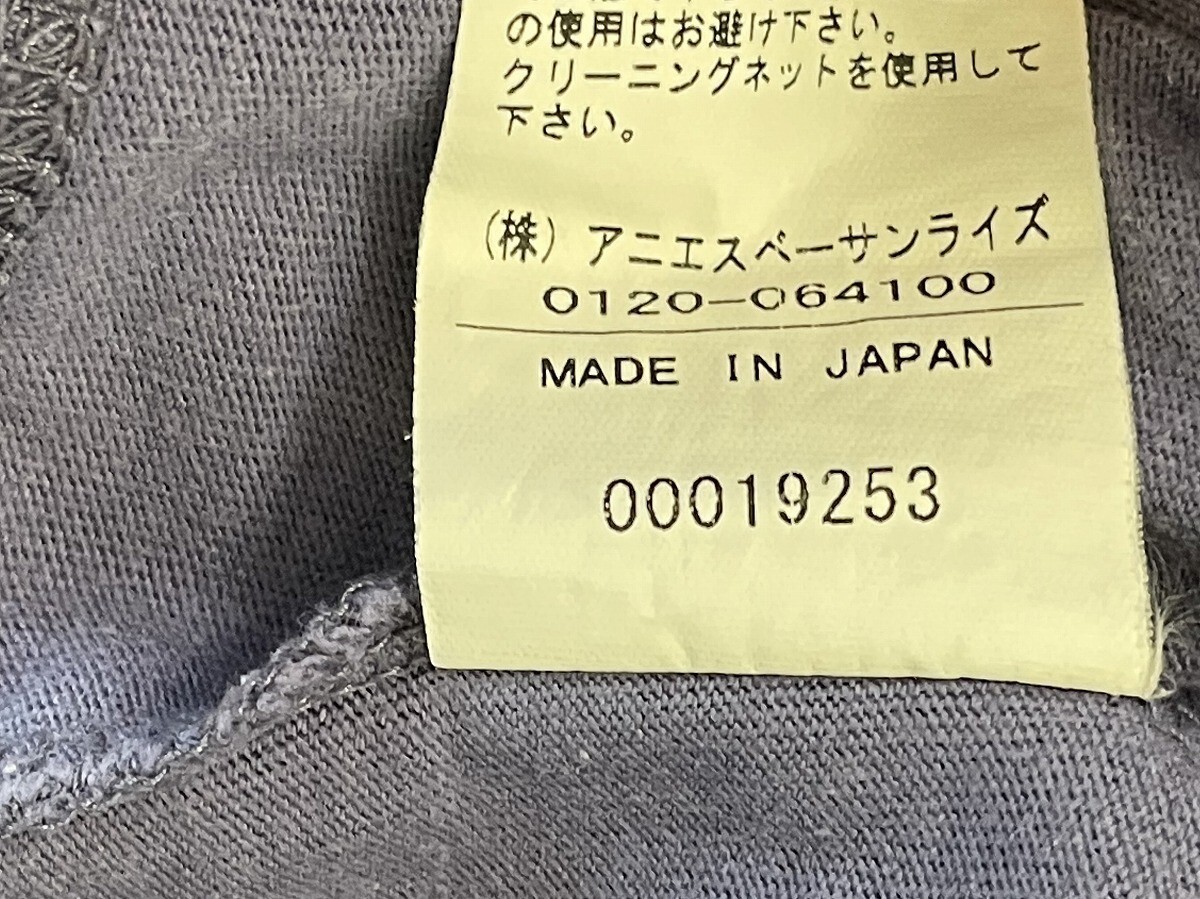 の使用はお避け下さい。
クリーニングネットを使用して
下さい。
(株)アニエスベーサンライズ
0120-064100
MADE IN JAPAN
00019253